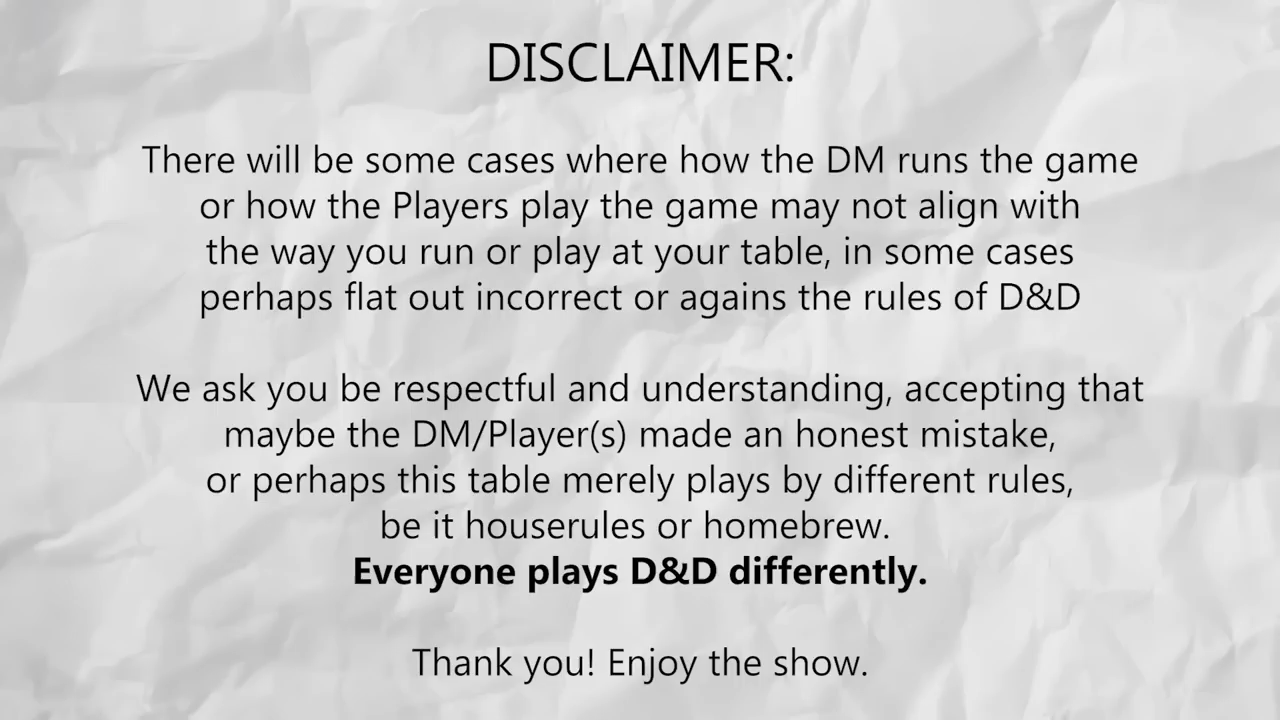 DISCLAIMER:
There will be some cases where how the DM runs the game
or how the Players play the game may not align with
the way you run or play at your table, in some cases
perhaps flat out incorrect or agains the rules of D&D
We ask you be respectful and understanding, accepting that
maybe the DM/Player(s) made an honest mistake,
or perhaps this table merely plays by different rules,
be it houserules or homebrew.
Everyone plays D&D differently.
Thank you! Enjoy the show.